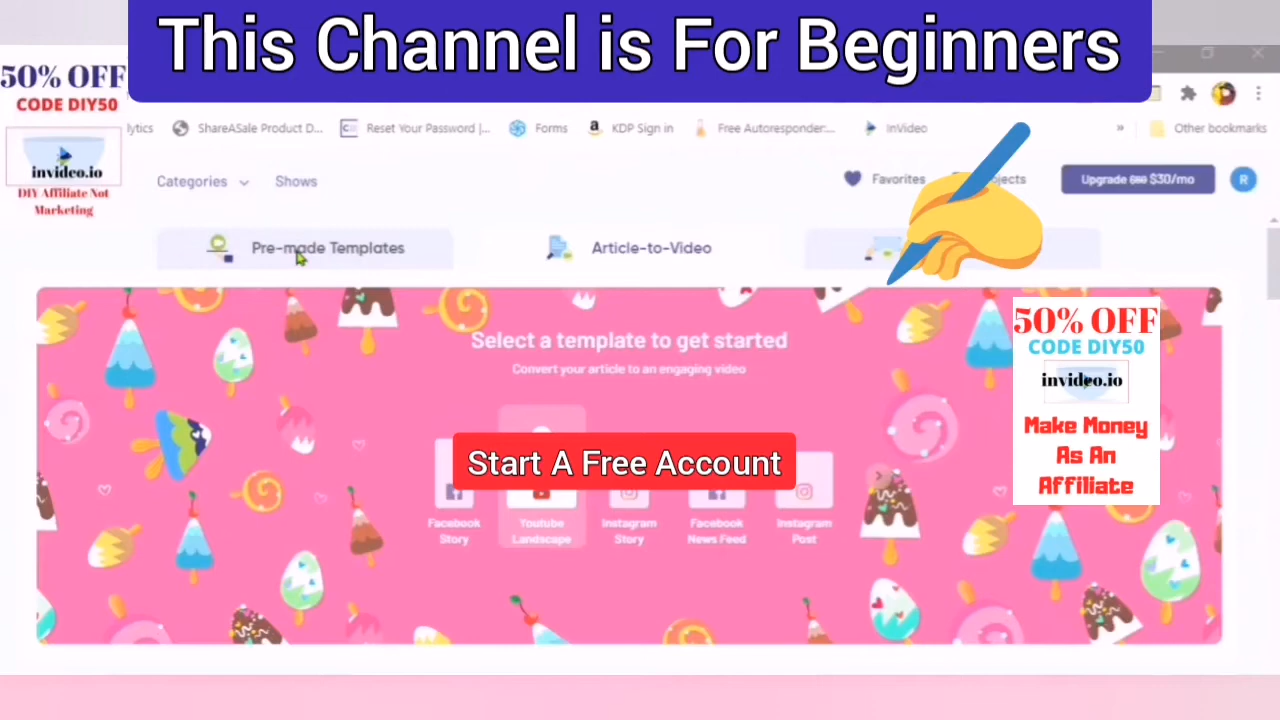 This Channel is For Beginners
50% OFF
CODE DIY50
invideo.io
DIY Affiliate Not
Marketing
lytics
ShareASale Product D...
Reset Your Password |...
Forms
KDP Sign in
Free Autoresponder:...
InVideo
»
Other bookmarks
Categories
Shows
Favorites
ojects
Upgrade $30/mo
R
Pre-made Templates
Article-to-Video
Select a template to get started
Convert your article to an engaging video
Start A Free Account
Facebook
Story
Youtube
Landscape
Instagram
Story
Facebook
News Feed
Instagram
Post
50% OFF
CODE DIY50
invideo.io
Make Money
As An
Affiliate